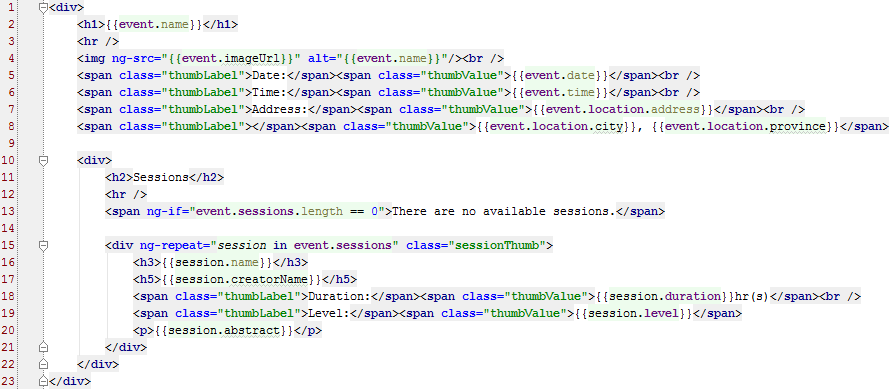 1 <div>
2 <h1>{{event.name}}</h1>
3 <hr />
4 <img ng-src="{{event.imageUrl}}" alt="{{event.name}}"/><br />
5 <span class="thumbLabel">Date:</span><span class="thumbValue">{{event.date}}</span><br />
6 <span class="thumbLabel">Time:</span><span class="thumbValue">{{event.time}}</span><br />
7 <span class="thumbLabel">Address:</span><span class="thumbValue">{{event.location.address}}</span><br />
8 <span class="thumbLabel"></span><span class="thumbValue">{{event.location.city}}, {{event.location.province}}</span>
9
10 <div>
11 <h2>Sessions</h2>
12 <hr />
13 <span ng-if="event.sessions.length == 0">There are no available sessions.</span>
14
15 <div ng-repeat="session in event.sessions" class="sessionThumb">
16 <h3>{{session.name}}</h3>
17 <h5>{{session.creatorName}}</h5>
18 <span class="thumbLabel">Duration:</span><span class="thumbValue">{{session.duration}}hr(s)</span><br />
19 <span class="thumbLabel">Level:</span><span class="thumbValue">{{session.level}}</span>
20 <p>{{session.abstract}}</p>
21 </div>
22 </div>
23 </div>